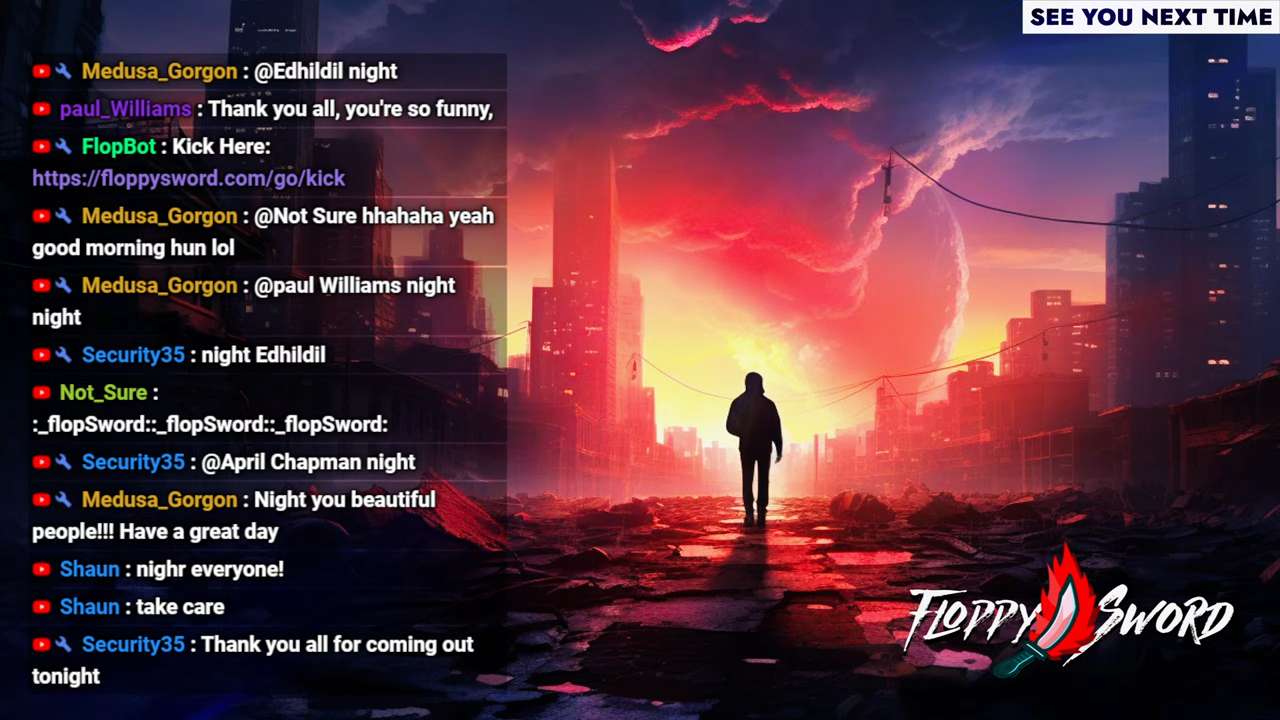 SEE YOU NEXT TIME
Medusa_Gorgon : @Edhildil night
paul_Williams : Thank you all, you're so funny,
FlopBot : Kick Here:
https://floppysword.com/go/kick
Medusa_Gorgon : @Not Sure hhahaha yeah
good morning hun lol
Medusa_Gorgon : @paul Williams night
night
Security35 : night Edhildil
Not_Sure :
:_flopSword::_flopSword::_flopSword:
Security35 : @April Chapman night
Medusa_Gorgon : Night you beautiful
people!!! Have a great day
Shaun : nighr everyone!
Shaun : take care
Security35 : Thank you all for coming out
tonight
FLOPPY SWORD